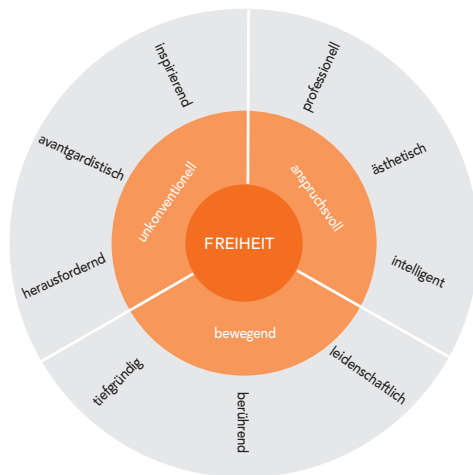 inspirierend
professionell
avantgardistisch
ästhetisch
unkonventionell
anspruchsvoll
FREIHEIT
herausfordernd
intelligent
bewegend
tiefgründig
leidenschaftlich
berührend